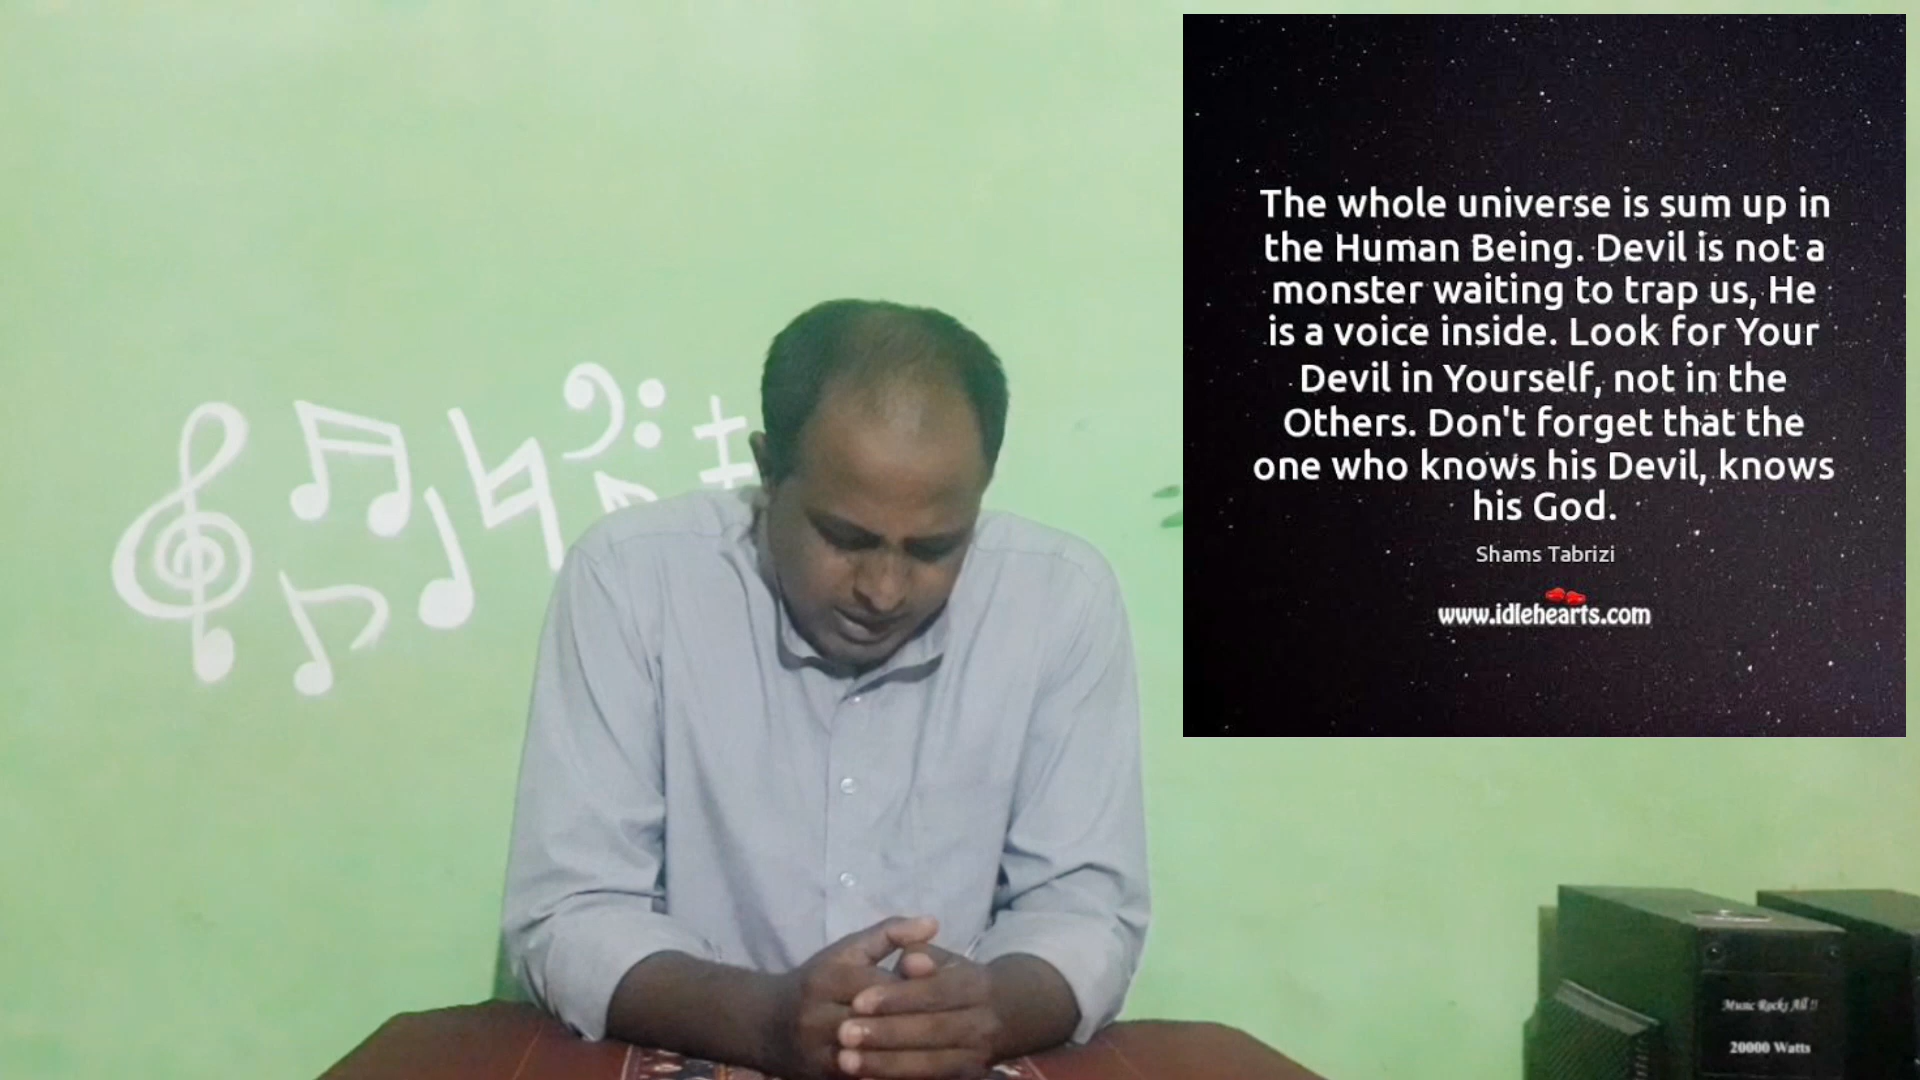 The whole universe is sum up in
the Human Being. Devil is not a
monster waiting to trap us, He
is a voice inside. Look for Your
Devil in Yourself, not in the
Others. Don't forget that the
one who knows his Devil, knows
his God.
Shams Tabrizi
www.idlehearts.com
Music Rocks All !!
20000 Watts